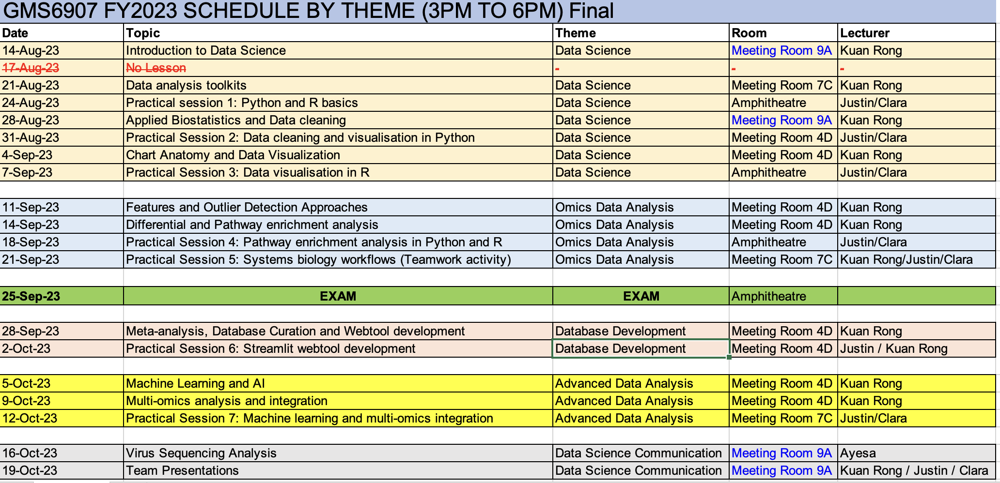 GMS6907 FY2023 SCHEDULE BY THEME (3PM TO 6PM) Final
Date Topic Theme Room Lecturer
14-Aug-23 Introduction to Data Science Data Science Meeting Room 9A Kuan Rong
17-Aug-23 No Lesson - - -
21-Aug-23 Data analysis toolkits Data Science Meeting Room 7C Kuan Rong
24-Aug-23 Practical session 1: Python and R basics Data Science Amphitheatre Justin/Clara
28-Aug-23 Applied Biostatistics and Data cleaning Data Science Meeting Room 9A Kuan Rong
31-Aug-23 Practical Session 2: Data cleaning and visualisation in Python Data Science Meeting Room 4D Justin/Clara
4-Sep-23 Chart Anatomy and Data Visualization Data Science Meeting Room 4D Kuan Rong
7-Sep-23 Practical Session 3: Data visualisation in R Data Science Amphitheatre Justin/Clara
11-Sep-23 Features and Outlier Detection Approaches Omics Data Analysis Meeting Room 4D Kuan Rong
14-Sep-23 Differential and Pathway enrichment analysis Omics Data Analysis Meeting Room 4D Kuan Rong
18-Sep-23 Practical Session 4: Pathway enrichment analysis in Python and R Omics Data Analysis Amphitheatre Justin/Clara
21-Sep-23 Practical Session 5: Systems biology workflows (Teamwork activity) Omics Data Analysis Meeting Room 7C Kuan Rong/Justin/Clara
25-Sep-23 EXAM EXAM Amphitheatre
28-Sep-23 Meta-analysis, Database Curation and Webtool development Database Development Meeting Room 4D Kuan Rong
2-Oct-23 Practical Session 6: Streamlit webtool development Database Development Meeting Room 4D Justin / Kuan Rong
5-Oct-23 Machine Learning and AI Advanced Data Analysis Meeting Room 4D Kuan Rong
9-Oct-23 Multi-omics analysis and integration Advanced Data Analysis Meeting Room 4D Kuan Rong
12-Oct-23 Practical Session 7: Machine learning and multi-omics integration Advanced Data Analysis Meeting Room 7C Justin/Clara
16-Oct-23 Virus Sequencing Analysis Data Science Communication Meeting Room 9A Ayesa
19-Oct-23 Team Presentations Data Science Communication Meeting Room 9A Kuan Rong / Justin / Clara